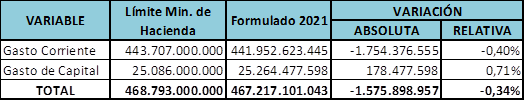 VARIABLE Límite Min. de Hacienda Formulado 2021 VARIACIÓN
ABSOLUTA RELATIVA
Gasto Corriente 443.707.000.000 441.952.623.445 -1.754.376.555 -0,40%
Gasto de Capital 25.086.000.000 25.264.477.598 178.477.598 0,71%
TOTAL 468.793.000.000 467.217.101.043 -1.575.898.957 -0,34%